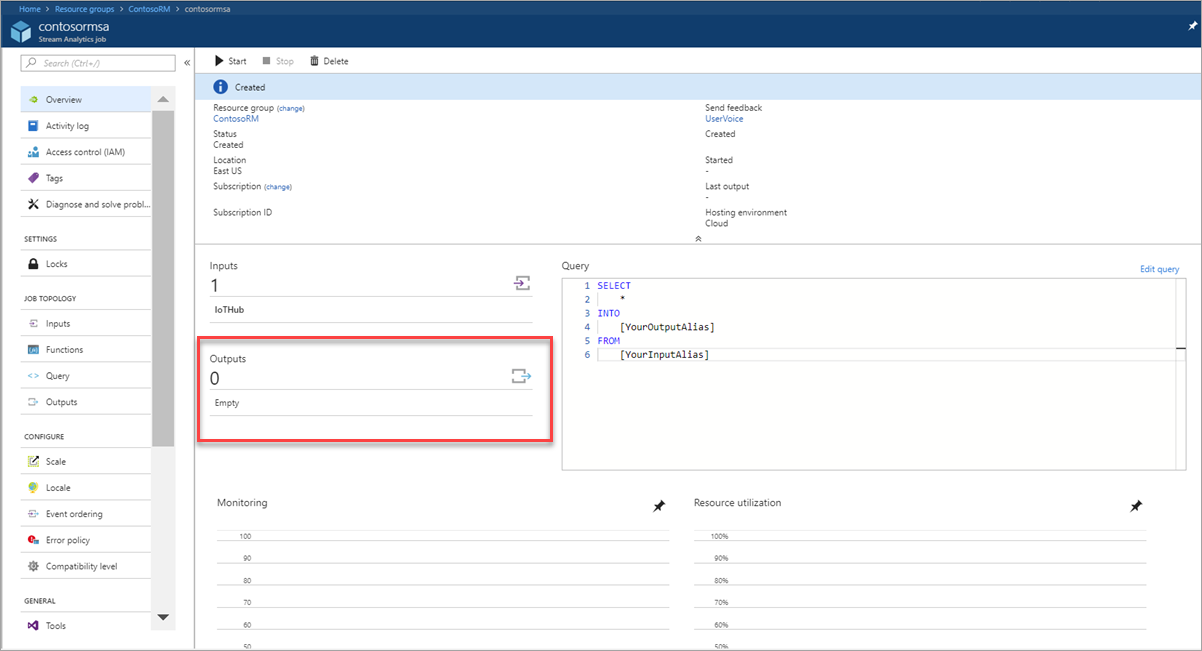 Home > Resource groups > ContosoRM > contosormsa
contosormsa
Stream Analytics job
Search (Ctrl+/)
«
Overview
Activity log
Access control (IAM)
Tags
Diagnose and solve probl...
SETTINGS
Locks
JOB TOPOLOGY
Inputs
Functions
Query
Outputs
CONFIGURE
Scale
Locale
Event ordering
Error policy
Compatibility level
GENERAL
Tools
Start Stop Delete
Created
Resource group (change)
ContosoRM
Status
Created
Location
East US
Subscription (change)
Subscription ID
Send feedback
UserVoice
Created
Started
-
Last output
-
Hosting environment
Cloud
Inputs
1
IoTHub
Outputs
0
Empty
Query
Edit query
1 SELECT
2 *
3 INTO
4 [YourOutputAlias]
5 FROM
6 [YourInputAlias]
Monitoring
100
90
80
70
60
50
Resource utilization
100%
90%
80%
70%
60%
50%